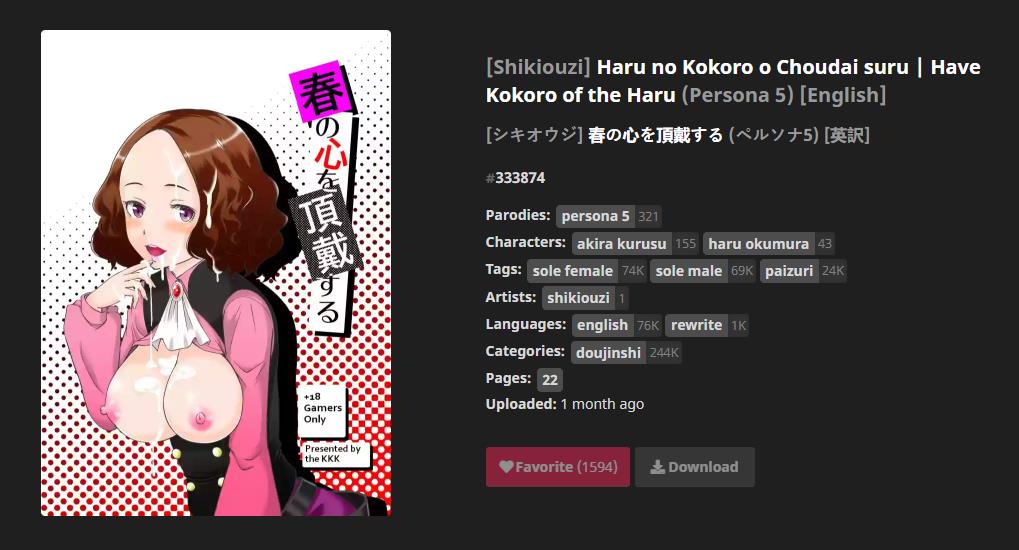 春の心を頂戴する
+18
Gamers
Only
Presented by
the KKK
[Shikiouzi] Haru no Kokoro o Choudai suru | Have
Kokoro of the Haru (Persona 5) [English]
[シキオウジ] 春の心を頂戴する (ペルソナ5) [英訳]
#333874
Parodies: persona 5 321
Characters: akira kurusu 155 haru okumura 43
Tags: sole female 74K sole male 69K paizuri 24K
Artists: shikiouzi 1
Languages: english 76K rewrite 1K
Categories: doujinshi 244K
Pages: 22
Uploaded: 1 month ago
Favorite (1594) Download